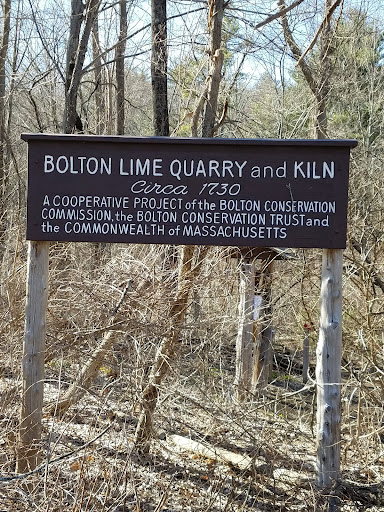 BOLTON LIME QUARRY and KILN
Circa 1730
A COOPERATIVE PROJECT of the BOLTON CONSERVATION
COMMISSION, the BOLTON CONSERVATION TRUST and
the COMMONWEALTH of MASSACHUSETTS